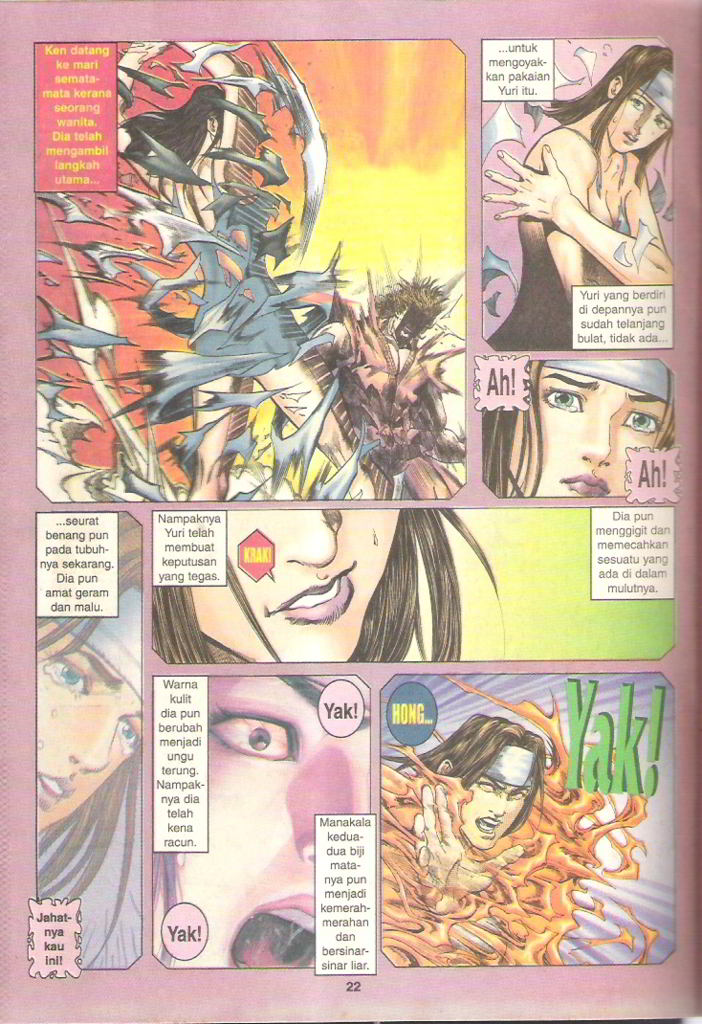 Ken datang
ke mari
semata-
mata kerana
seorang
wanita.
Dia telah
mengambil
langkah
utama...
...untuk
mengoyak-
kan pakaian
Yuri itu.
Yuri yang berdiri
di depannya pun
sudah telanjang
bulat, tidak ada...
Ah!
Ah!
...seurat
benang pun
pada tubuh-
nya sekarang.
Dia pun
amat geram
dan malu.
Jahat-
nya
kau
ini!
Nampaknya
Yuri telah
membuat
keputusan
yang tegas.
KRAK!
Dia pun
menggigit dan
memecahkan
sesuatu yang
ada di dalam
mulutnya.
Warna
kulit
dia pun
berubah
menjadi
ungu
terung.
Nampak-
nya dia
telah
kena
racun.
Yak!
Yak!
Manakala
kedua-
dua biji
mata-
nya pun
menjadi
kemerah-
merahan
dan
bersinar-
sinar liar.
HONG...
Yak!
22